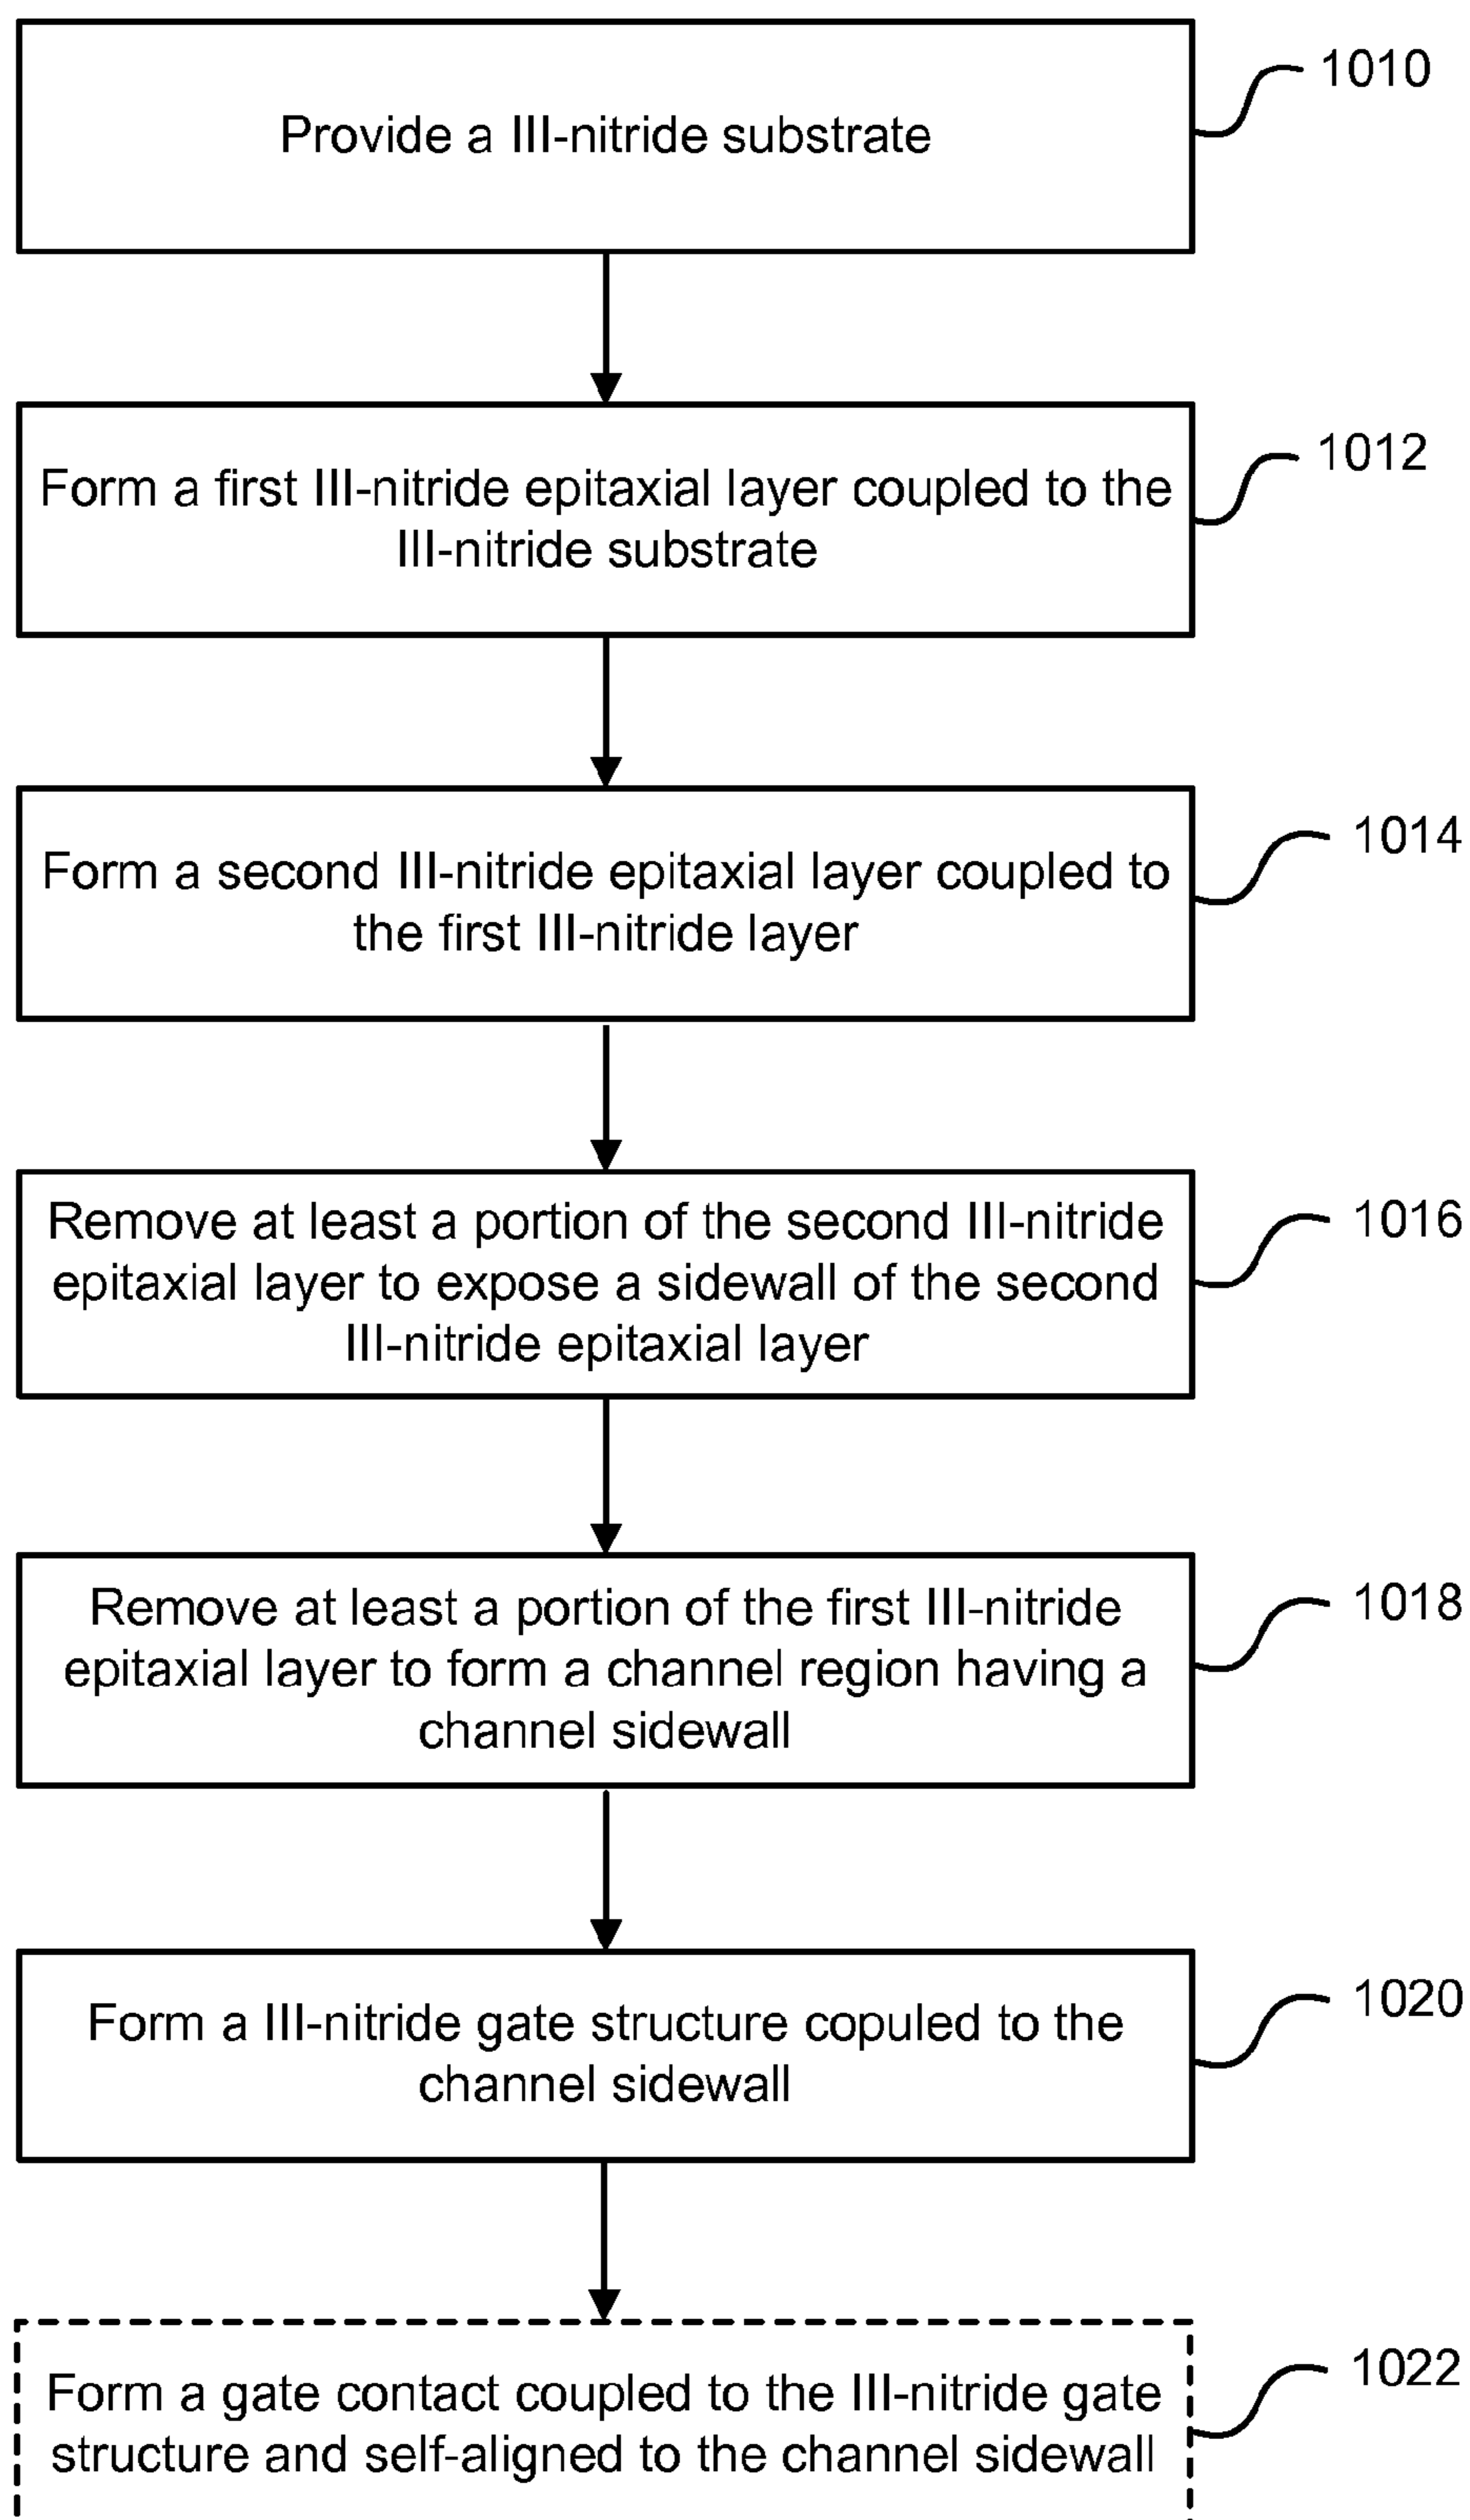 Provide a III-nitride substrate
1010
Form a first III-nitride epitaxial layer coupled to the
III-nitride substrate
1012
Form a second III-nitride epitaxial layer coupled to
the first III-nitride layer
1014
Remove at least a portion of the second III-nitride
epitaxial layer to expose a sidewall of the second
III-nitride epitaxial layer
1016
Remove at least a portion of the first III-nitride
epitaxial layer to form a channel region having a
channel sidewall
1018
Form a III-nitride gate structure copuled to the
channel sidewall
1020
Form a gate contact coupled to the III-nitride gate
structure and self-aligned to the channel sidewall
1022